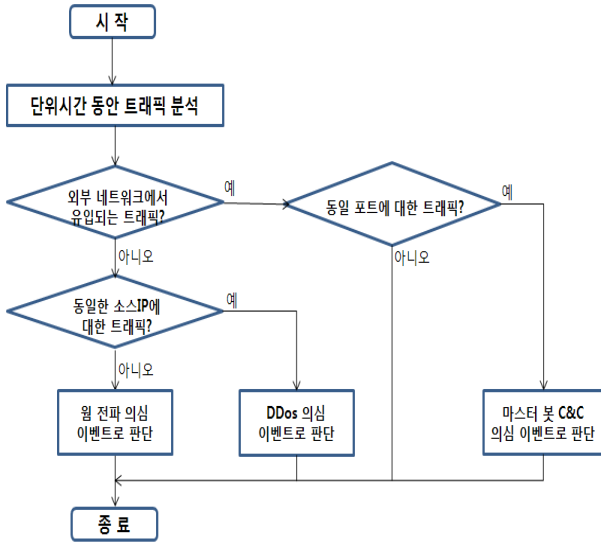 시 작
단위시간 동안 트래픽 분석
외부 네트워크에서
유입되는 트래픽?
예
동일 포트에 대한 트래픽?
예
아니오
아니오
동일한 소스IP에
대한 트래픽?
예
아니오
웜 전파 의심
이벤트로 판단
DDos 의심
이벤트로 판단
마스터 봇 C&C
의심 이벤트로 판단
종 료